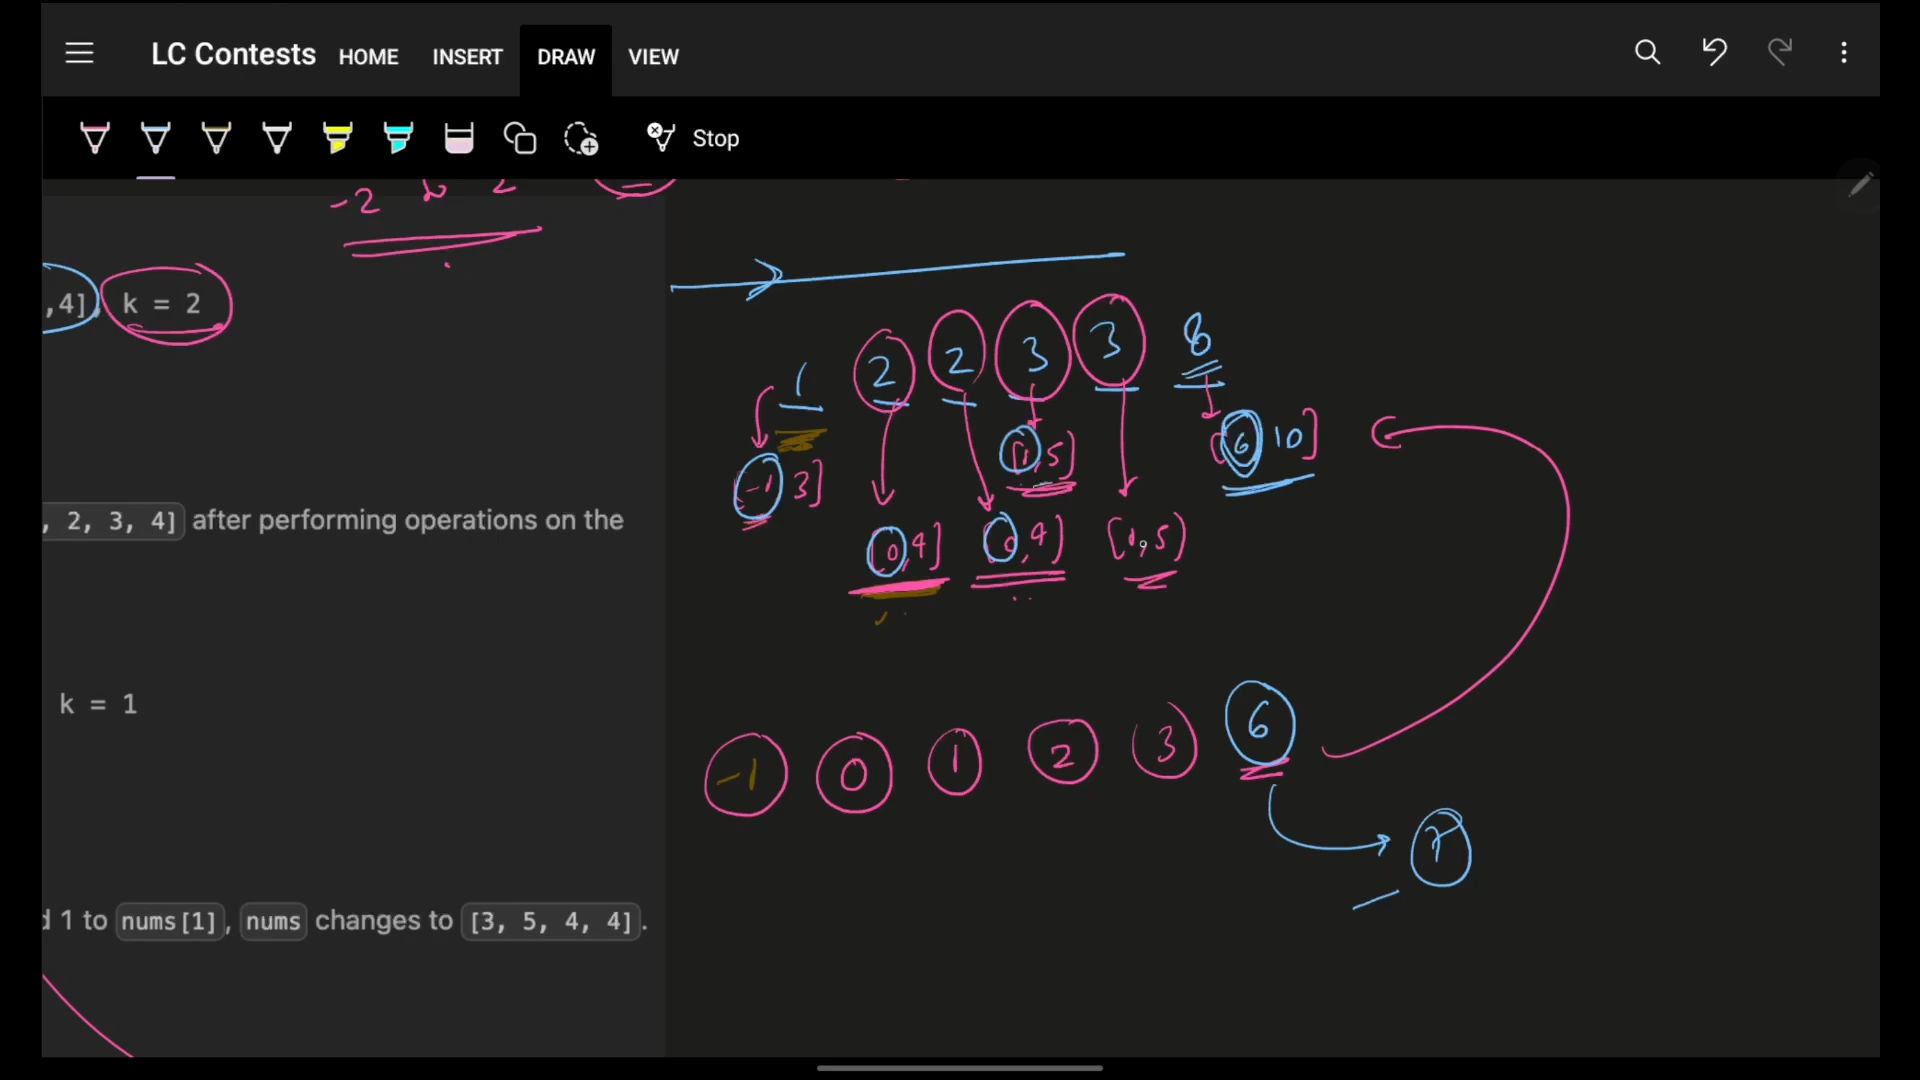 LC Contests HOME INSERT DRAW VIEW
Stop
-2 2
,4], k = 2
1 2 2 3 3 8
[-1 3] [0,4] [0,4] [1,5] [1,5] [6 10]
, 2, 3, 4] after performing operations on the
k = 1
-1 0 1 2 3 6
7
d 1 to nums[1], nums changes to [3, 5, 4, 4].